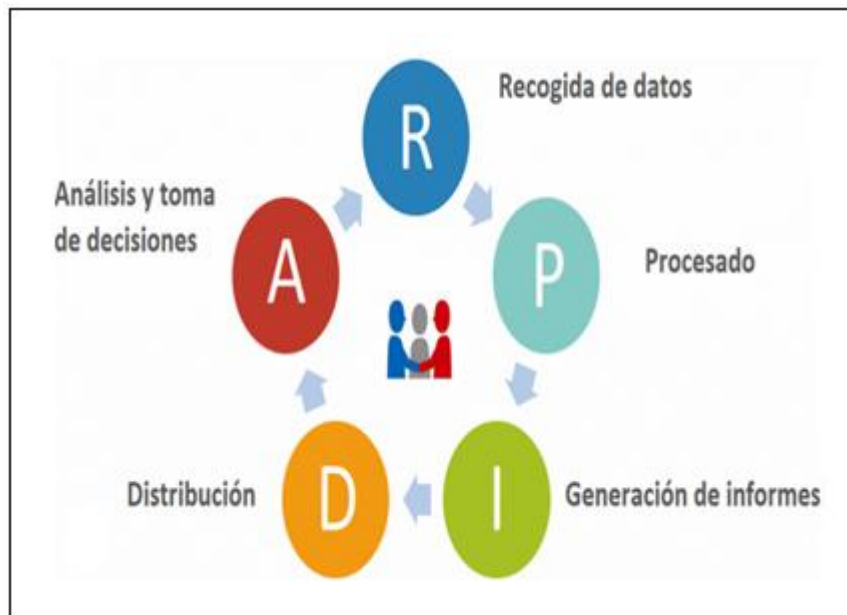 R
Recogida de datos
P
Procesado
I
Generación de informes
D
Distribución
A
Análisis y toma
de decisiones